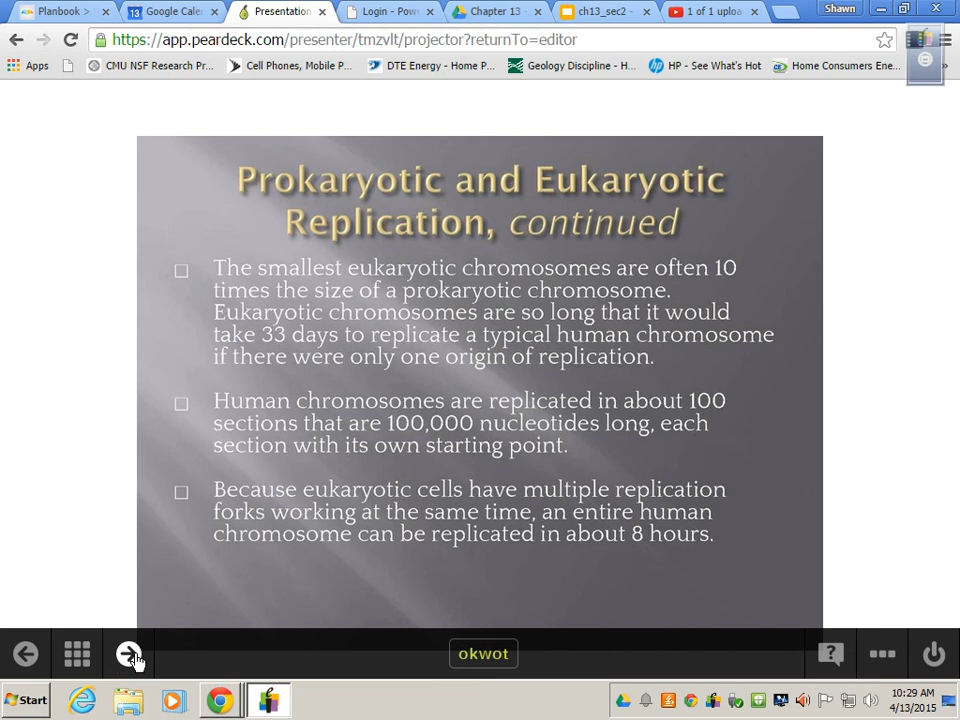 Planbook >
13 Google Caler
Presentation
Login - Pow
Chapter 13 -
ch13_sec2 -
1 of 1 uploa
Shawn
https://app.peardeck.com/presenter/tmzvlt/projector?returnTo=editor
Apps
CMU NSF Research Pr...
Cell Phones, Mobile P...
DTE Energy - Home P...
Geology Discipline - H...
HP - See What's Hot
Home Consumers Ene...
»
Prokaryotic and Eukaryotic
Replication, continued
The smallest eukaryotic chromosomes are often 10
times the size of a prokaryotic chromosome.
Eukaryotic chromosomes are so long that it would
take 33 days to replicate a typical human chromosome
if there were only one origin of replication.
Human chromosomes are replicated in about 100
sections that are 100,000 nucleotides long, each
section with its own starting point.
Because eukaryotic cells have multiple replication
forks working at the same time, an entire human
chromosome can be replicated in about 8 hours.
okwot
Start
10:29 AM
4/13/2015